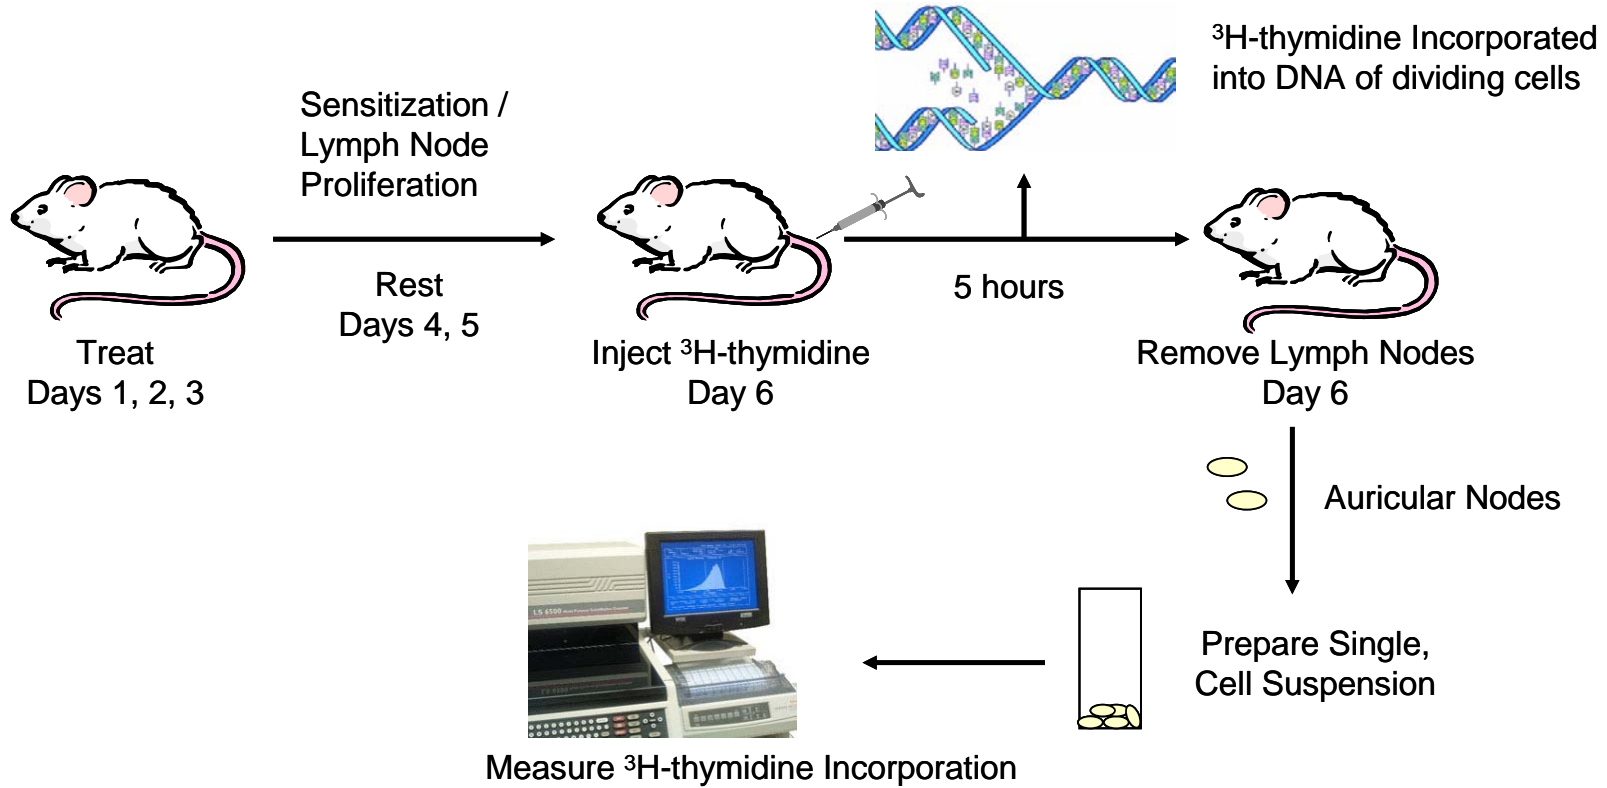 ³H-thymidine Incorporated
into DNA of dividing cells
Sensitization /
Lymph Node
Proliferation
Rest
Days 4, 5
5 hours
Treat
Days 1, 2, 3
Inject ³H-thymidine
Day 6
Remove Lymph Nodes
Day 6
Auricular Nodes
Prepare Single,
Cell Suspension
LS 6500
Measure ³H-thymidine Incorporation